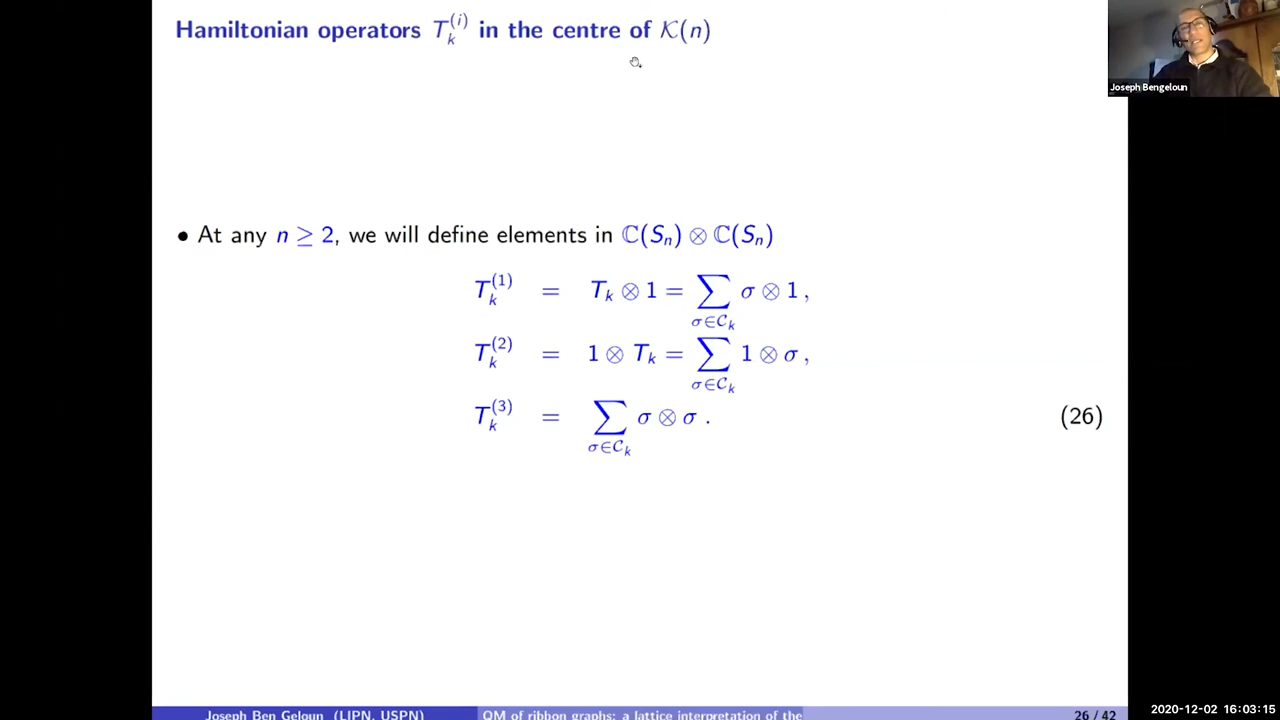 Hamiltonian operators T_k^{(i)} in the centre of 𝒦(n)
Joseph Bengeloun
• At any n ≥ 2, we will define elements in ℂ(S_n) ⊗ ℂ(S_n)
T_k^{(1)} = T_k ⊗ 1 = ∑_{σ∈𝒞_k} σ ⊗ 1 ,
T_k^{(2)} = 1 ⊗ T_k = ∑_{σ∈𝒞_k} 1 ⊗ σ ,
T_k^{(3)} = ∑_{σ∈𝒞_k} σ ⊗ σ . (26)
Joseph Ben Geloun (LIPN, USPN) QM of ribbon graphs: a lattice interpretation of the 26 / 42
2020-12-02 16:03:15